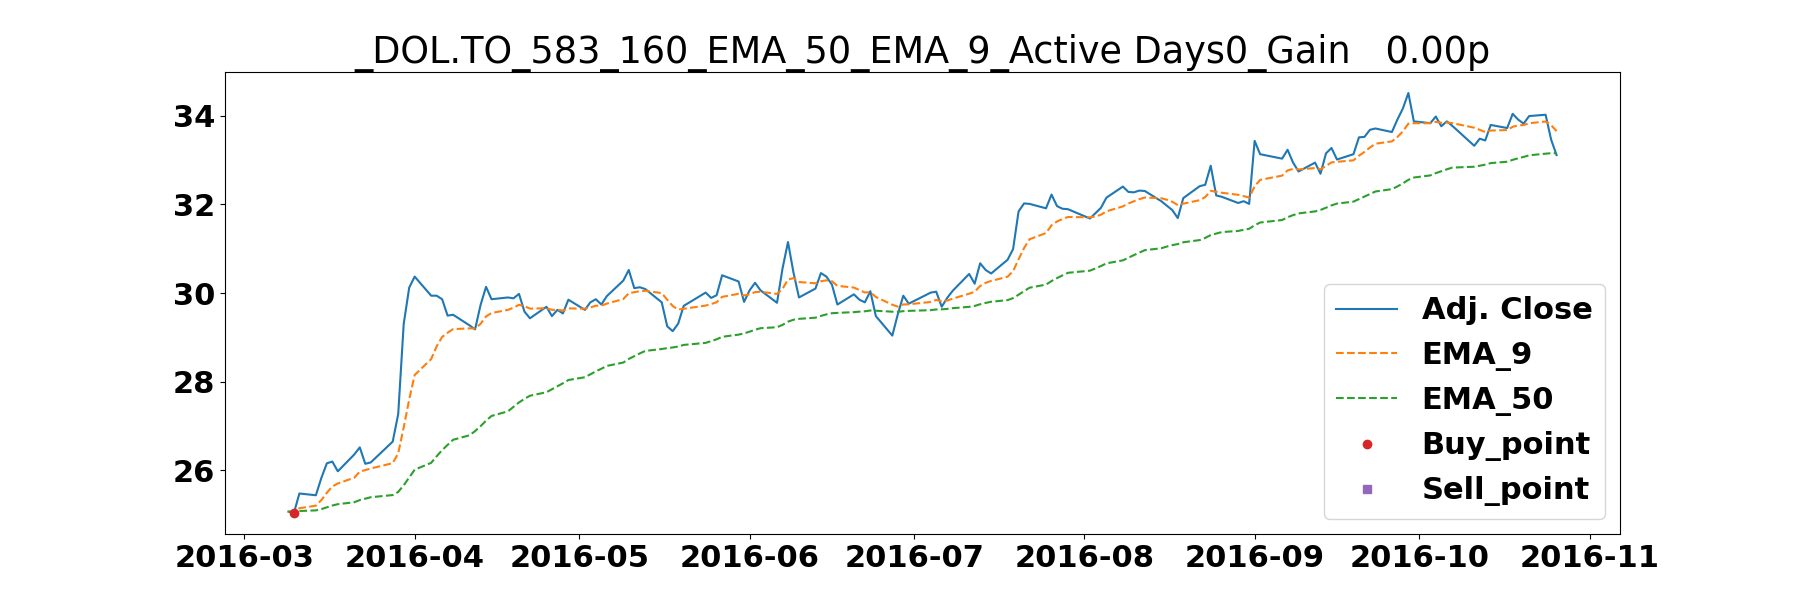 _DOL.TO_583_160_EMA_50_EMA_9_Active Days0_Gain   0.00p
34
32
30
28
26
Adj. Close
EMA_9
EMA_50
Buy_point
Sell_point
2016-03 2016-04 2016-05 2016-06 2016-07 2016-08 2016-09 2016-10 2016-11